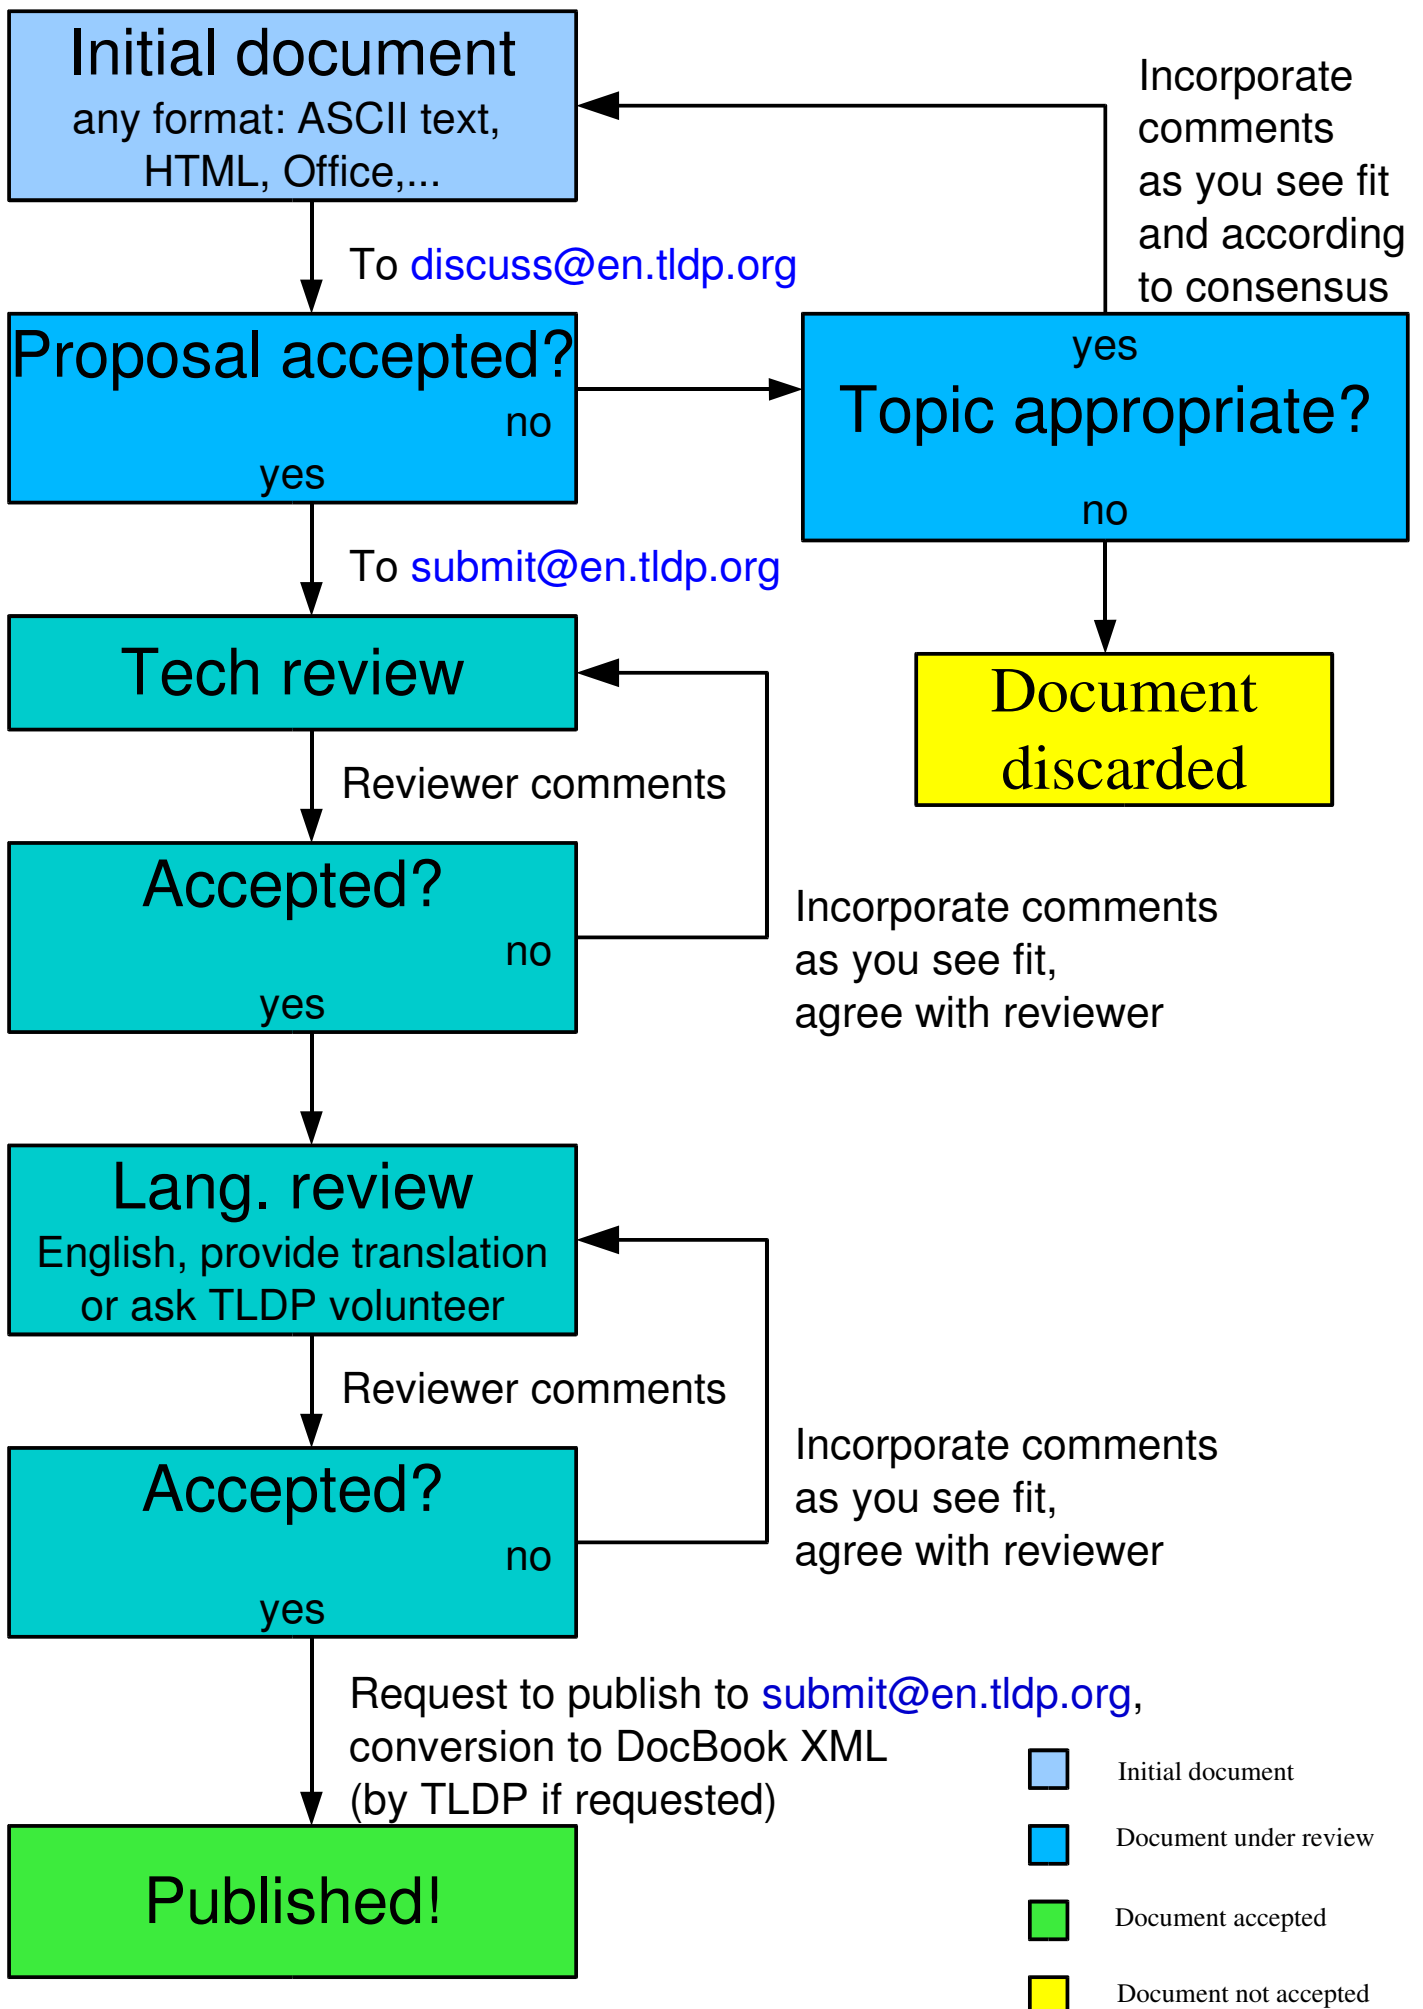 Initial document
any format: ASCII text,
HTML, Office,...
Incorporate
comments
as you see fit
and according
to consensus
To discuss@en.tldp.org
Proposal accepted?
no
yes
yes
Topic appropriate?
no
To submit@en.tldp.org
Tech review
Document
discarded
Reviewer comments
Accepted?
no
yes
Incorporate comments
as you see fit,
agree with reviewer
Lang. review
English, provide translation
or ask TLDP volunteer
Reviewer comments
Accepted?
no
yes
Incorporate comments
as you see fit,
agree with reviewer
Request to publish to submit@en.tldp.org,
conversion to DocBook XML
(by TLDP if requested)
Published!
Initial document
Document under review
Document accepted
Document not accepted